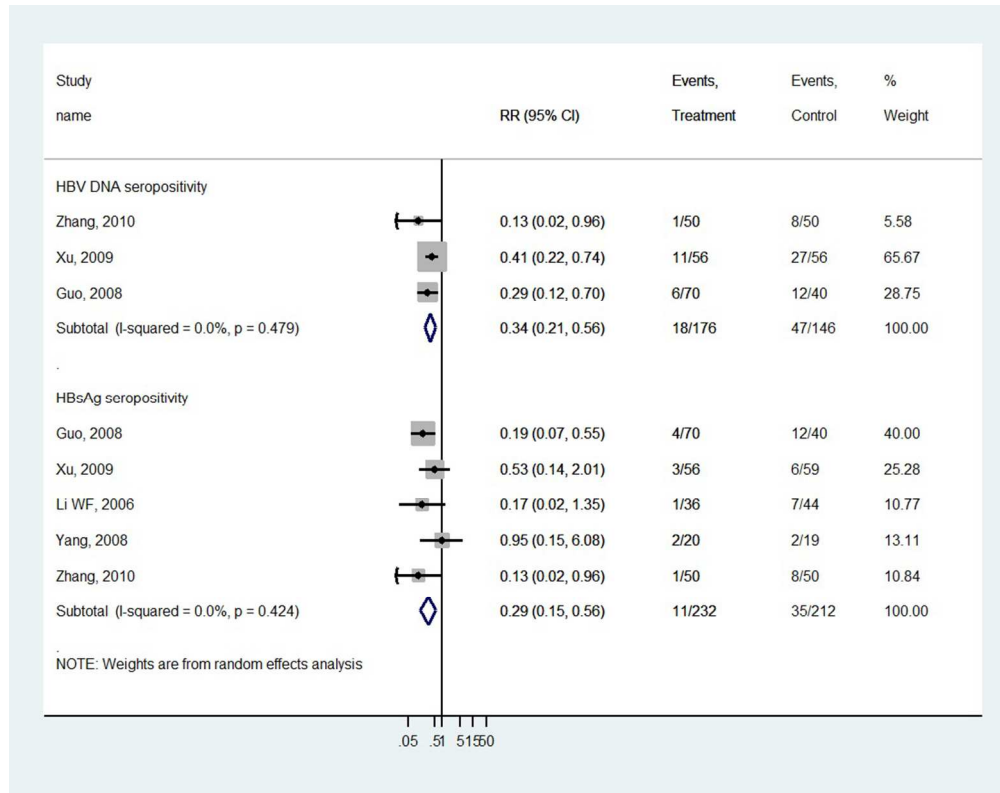 Study Events, Events, %
name RR (95% CI) Treatment Control Weight
HBV DNA seropositivity
Zhang, 2010 0.13 (0.02, 0.96) 1/50 8/50 5.58
Xu, 2009 0.41 (0.22, 0.74) 11/56 27/56 65.67
Guo, 2008 0.29 (0.12, 0.70) 6/70 12/40 28.75
Subtotal (I-squared = 0.0%, p = 0.479) 0.34 (0.21, 0.56) 18/176 47/146 100.00
.
HBsAg seropositivity
Guo, 2008 0.19 (0.07, 0.55) 4/70 12/40 40.00
Xu, 2009 0.53 (0.14, 2.01) 3/56 6/59 25.28
Li WF, 2006 0.17 (0.02, 1.35) 1/36 7/44 10.77
Yang, 2008 0.95 (0.15, 6.08) 2/20 2/19 13.11
Zhang, 2010 0.13 (0.02, 0.96) 1/50 8/50 10.84
Subtotal (I-squared = 0.0%, p = 0.424) 0.29 (0.15, 0.56) 11/232 35/212 100.00
.
NOTE: Weights are from random effects analysis
.05 .5 1 5 15 50